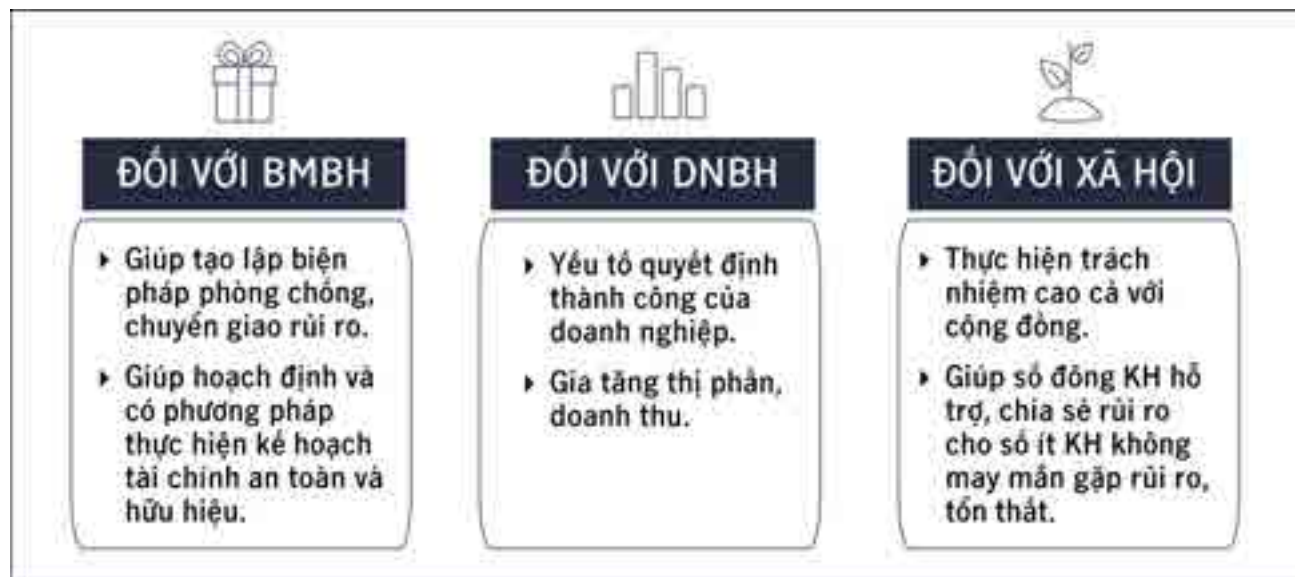 ĐỐI VỚI BMBH
Giúp tạo lập biện
pháp phòng chống,
chuyển giao rủi ro.
Giúp hoạch định và
có phương pháp
thực hiện kế hoạch
tài chính an toàn và
hữu hiệu.
ĐỐI VỚI DNBH
Yếu tố quyết định
thành công của
doanh nghiệp.
Gia tăng thị phần,
doanh thu.
ĐỐI VỚI XÃ HỘI
Thực hiện trách
nhiệm cao cả với
cộng đồng.
Giúp số đông KH hỗ
trợ, chia sẻ rủi ro
cho số ít KH không
may mắn gặp rủi ro,
tổn thất.